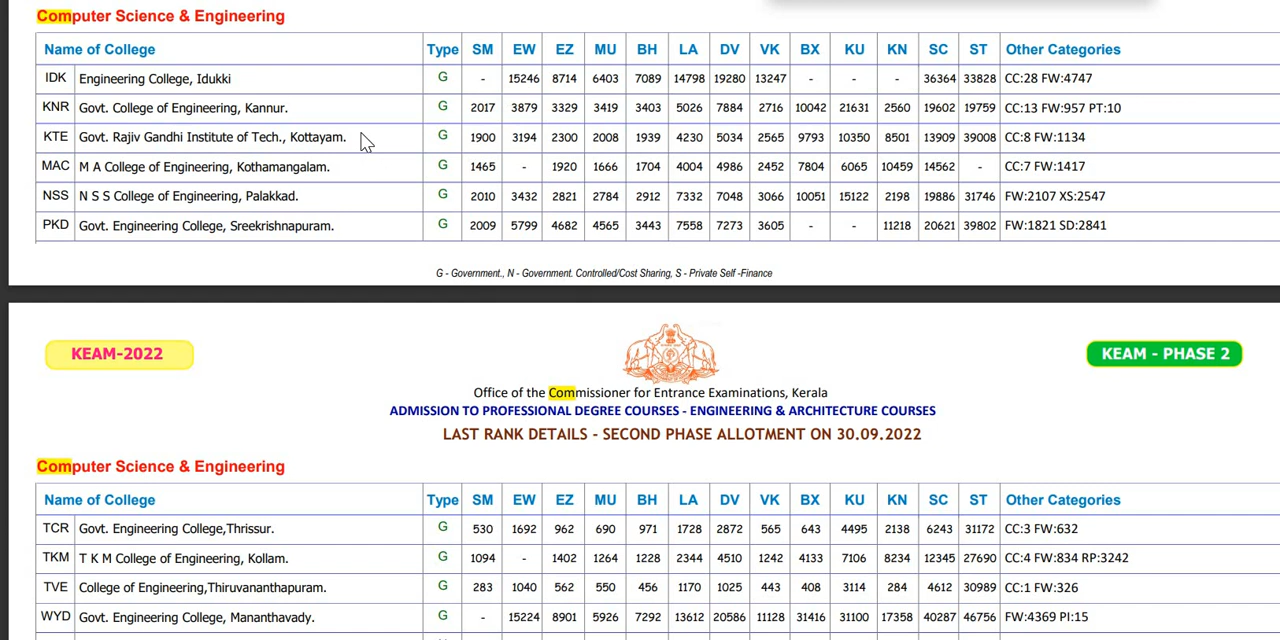 Computer Science & Engineering
Name of College Type SM EW EZ MU BH LA DV VK BX KU KN SC ST Other Categories
IDK Engineering College, Idukki G - 15246 8714 6403 7089 14798 19280 13247 - - - 36364 33828 CC:28 FW:4747
KNR Govt. College of Engineering, Kannur. G 2017 3879 3329 3419 3403 5026 7884 2716 10042 21631 2560 19602 19759 CC:13 FW:957 PT:10
KTE Govt. Rajiv Gandhi Institute of Tech., Kottayam. G 1900 3194 2300 2008 1939 4230 5034 2565 9793 10350 8501 13909 39008 CC:8 FW:1134
MAC M A College of Engineering, Kothamangalam. G 1465 - 1920 1666 1704 4004 4986 2452 7804 6065 10459 14562 - CC:7 FW:1417
NSS N S S College of Engineering, Palakkad. G 2010 3432 2821 2784 2912 7332 7048 3066 10051 15122 2198 19886 31746 FW:2107 XS:2547
PKD Govt. Engineering College, Sreekrishnapuram. G 2009 5799 4682 4565 3443 7558 7273 3605 - - 11218 20621 39802 FW:1821 SD:2841
G - Government., N - Government. Controlled/Cost Sharing, S - Private Self -Finance
KEAM-2022
KEAM - PHASE 2
Office of the Commissioner for Entrance Examinations, Kerala
ADMISSION TO PROFESSIONAL DEGREE COURSES - ENGINEERING & ARCHITECTURE COURSES
LAST RANK DETAILS - SECOND PHASE ALLOTMENT ON 30.09.2022
Computer Science & Engineering
Name of College Type SM EW EZ MU BH LA DV VK BX KU KN SC ST Other Categories
TCR Govt. Engineering College,Thrissur. G 530 1692 962 690 971 1728 2872 565 643 4495 2138 6243 31172 CC:3 FW:632
TKM T K M College of Engineering, Kollam. G 1094 - 1402 1264 1228 2344 4510 1242 4133 7106 8234 12345 27690 CC:4 FW:834 RP:3242
TVE College of Engineering,Thiruvananthapuram. G 283 1040 562 550 456 1170 1025 443 408 3114 284 4612 30989 CC:1 FW:326
WYD Govt. Engineering College, Mananthavady. G - 15224 8901 5926 7292 13612 20586 11128 31416 31100 17358 40287 46756 FW:4369 PI:15